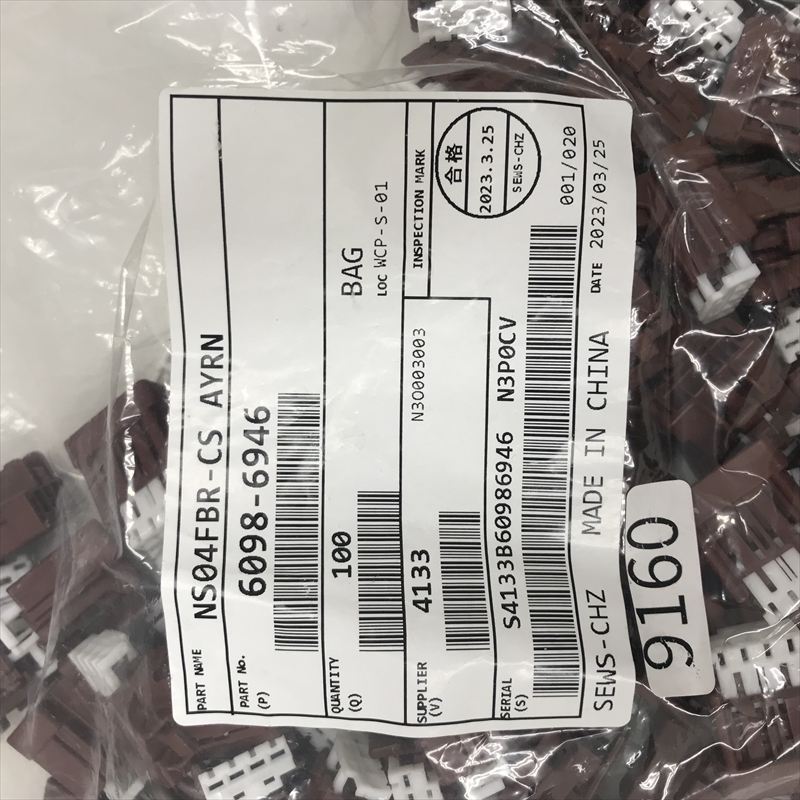 PART NAME
NS04FBR-CS AYRN
PART No.
(P)
6098-6946
QUANTITY
(Q)
100
BAG
LOC WCP-S-01
SUPPLIER
(V)
4133
N3O003003
INSPECTION MARK
合格
2023.3.25
SEWS-CHZ
SERIAL
(S)
S4133B60986946 N3P0CV
001/020
SEWS-CHZ MADE IN CHINA DATE 2023/03/25
9160